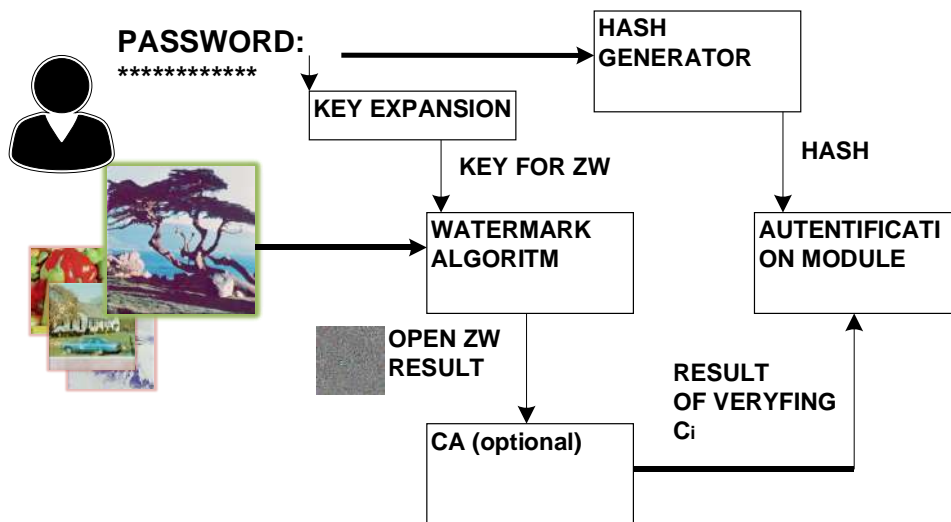 PASSWORD:
************
HASH
GENERATOR
KEY EXPANSION
KEY FOR ZW
HASH
WATERMARK
ALGORITM
AUTENTIFICATI
ON MODULE
OPEN ZW
RESULT
RESULT
OF VERYFING
Ci
CA (optional)